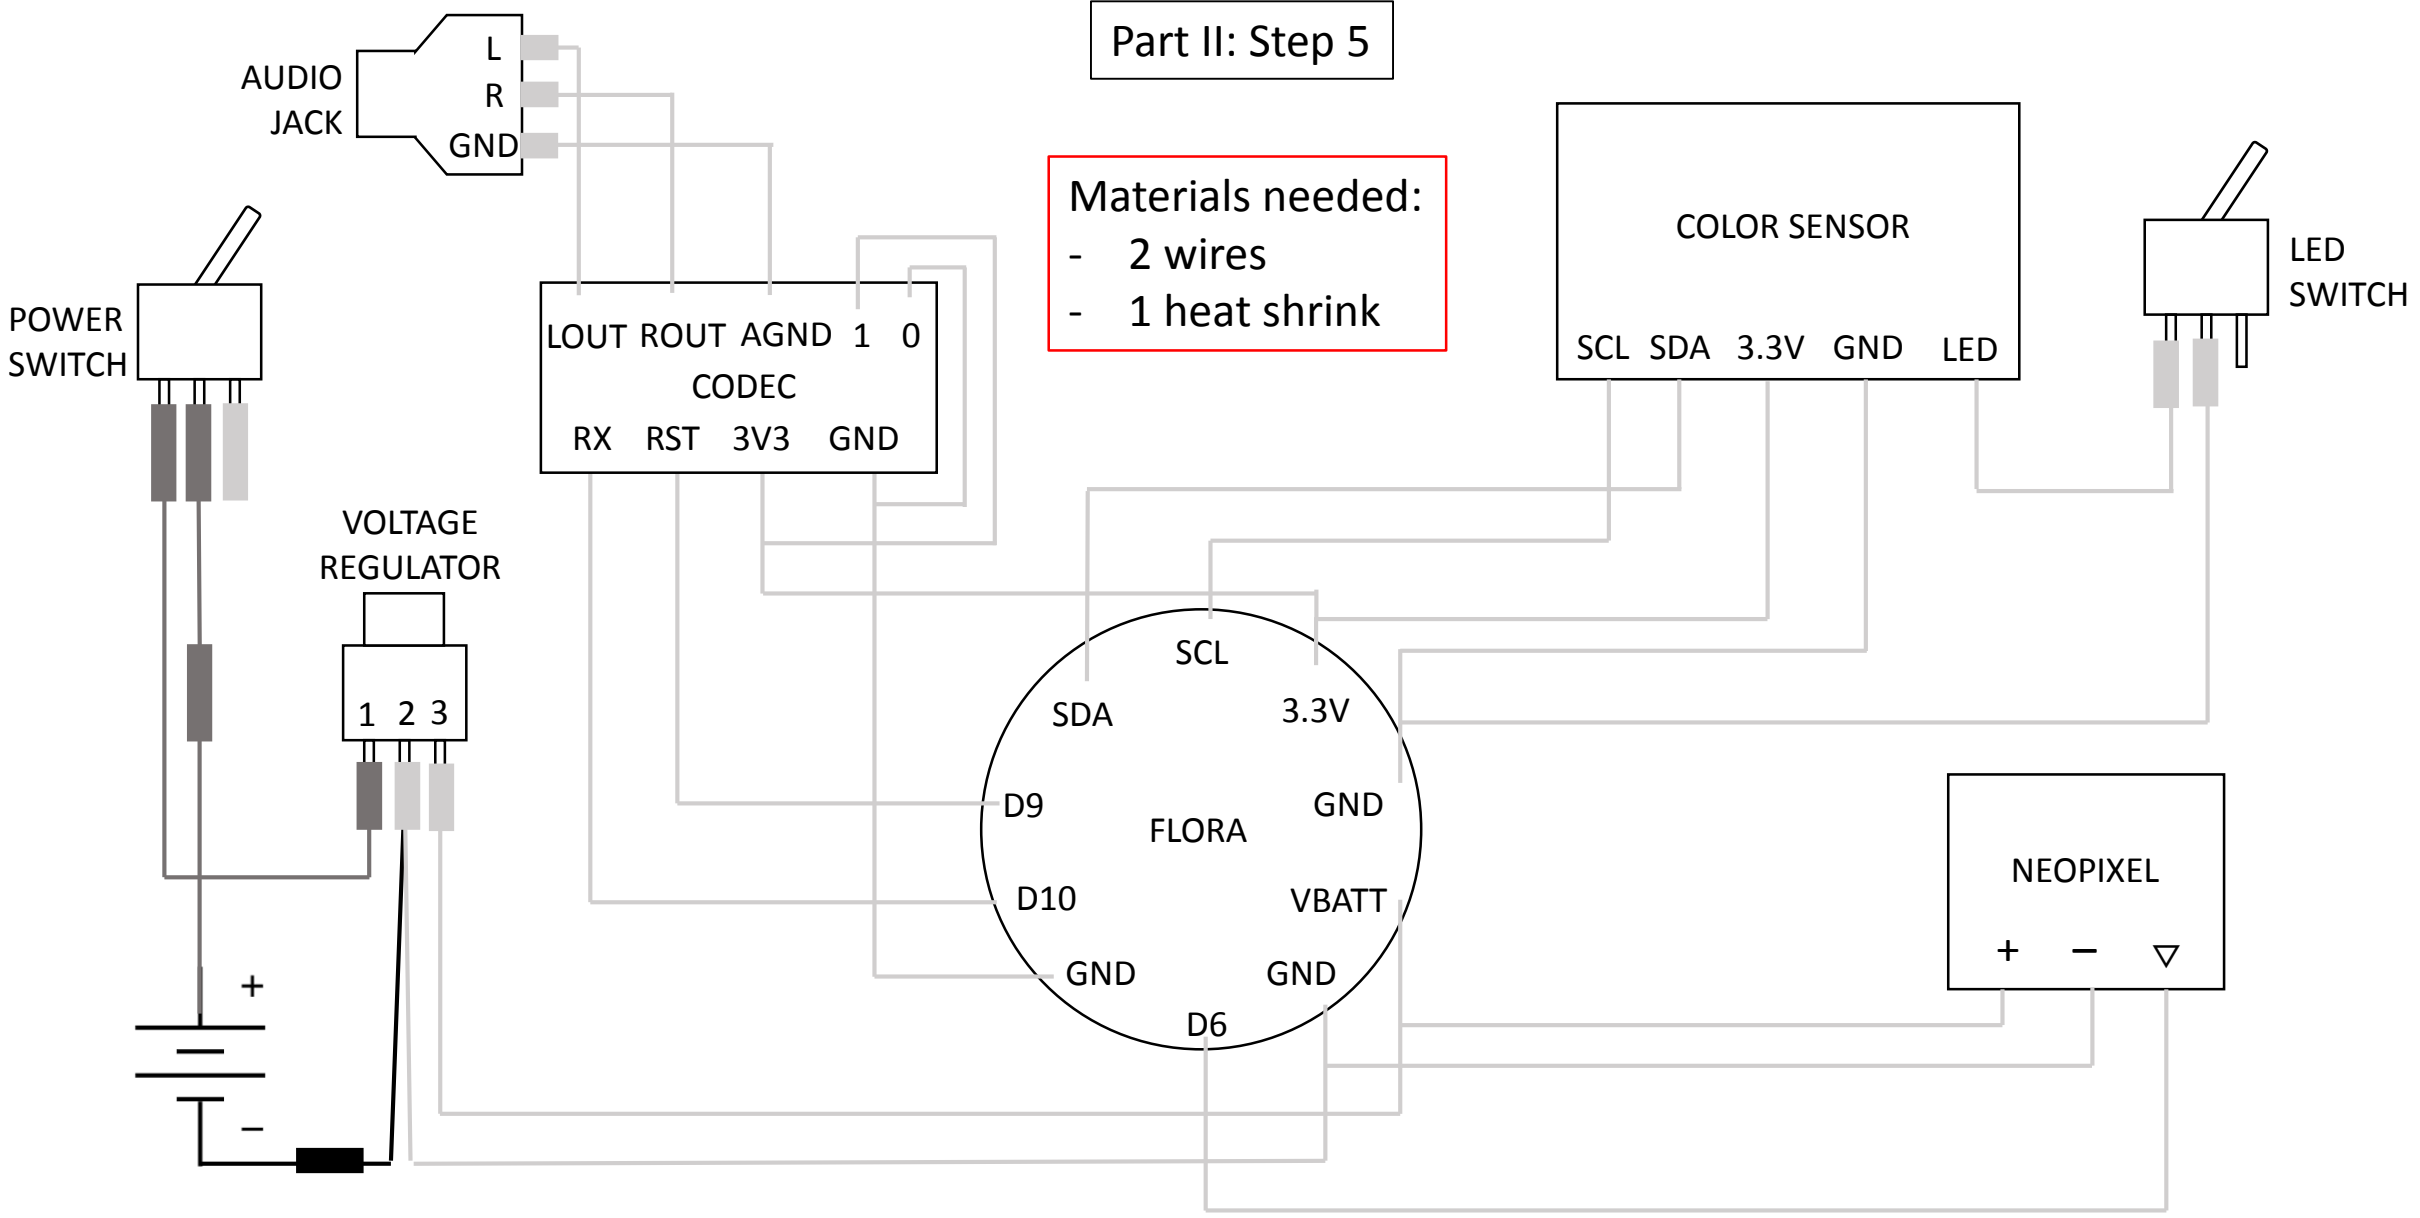 Part II: Step 5
AUDIO
JACK
L
R
GND
Materials needed:
- 2 wires
- 1 heat shrink
COLOR SENSOR
SCL SDA 3.3V GND LED
LED
SWITCH
POWER
SWITCH
LOUT ROUT AGND 1 0
CODEC
RX RST 3V3 GND
VOLTAGE
REGULATOR
1 2 3
SCL
SDA
3.3V
D9
GND
FLORA
D10
VBATT
GND
GND
D6
NEOPIXEL
+ − ▽
+
−